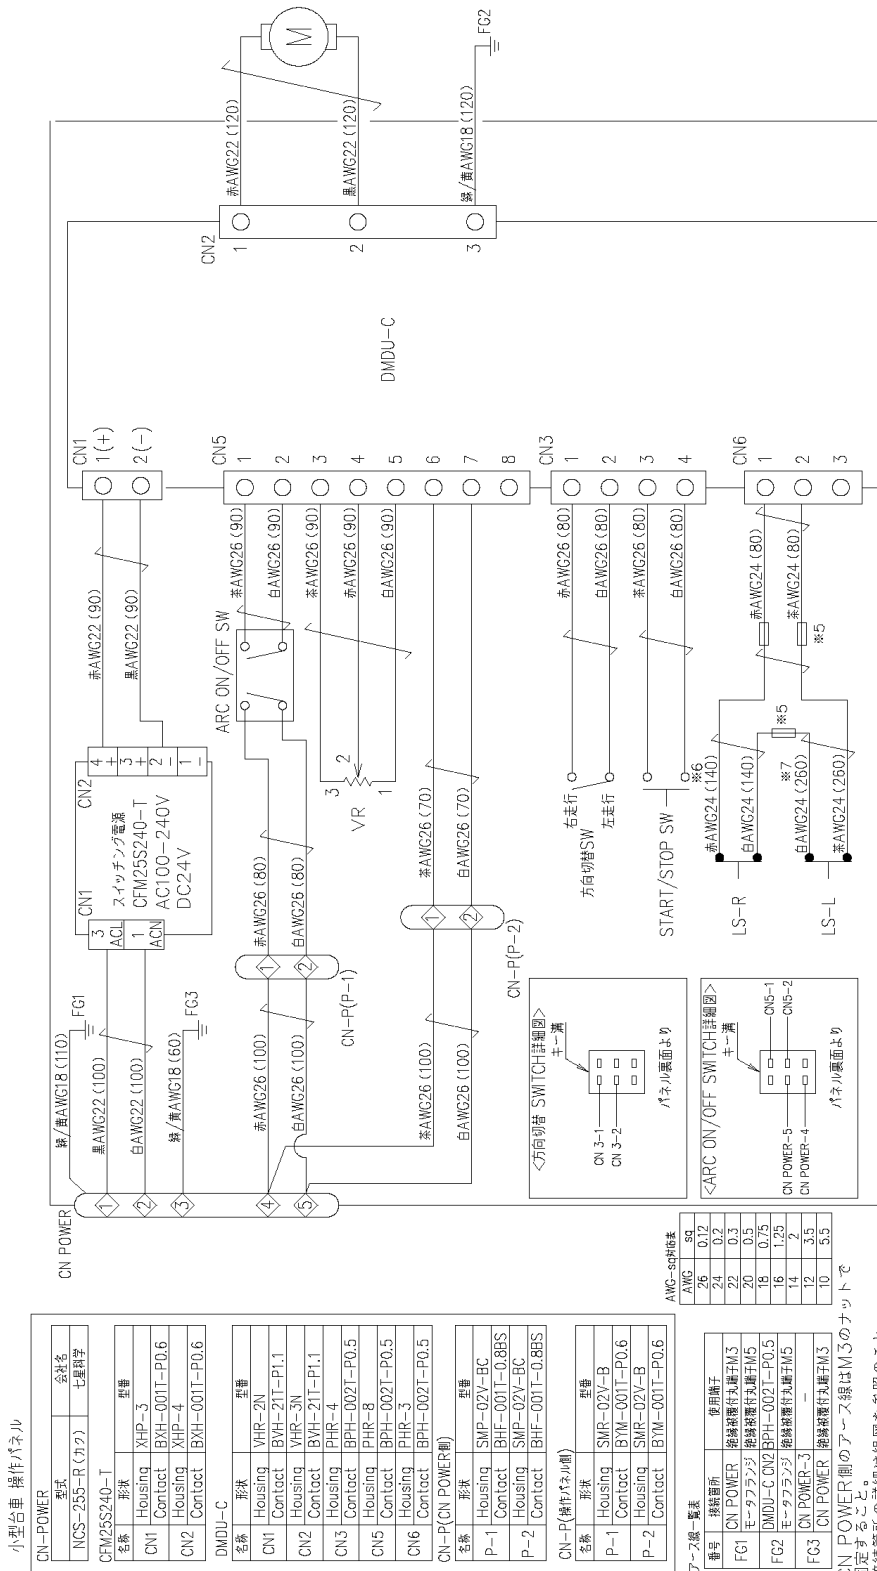 小型台車 操作パネル
CN-POWER
型式 会社名
NCS-255-R (カク) 七星科学
CFM25S240-T
名称 形状 型番
CN1 Housing XHP-3
Contact BXH-001T-P0.6
CN2 Housing XHP-4
Contact BXH-001T-P0.6
DMDU-C
名称 形状 型番
CN1 Housing VHR-2N
Contact BVH-21T-P1.1
CN2 Housing VHR-3N
Contact BVH-21T-P1.1
CN3 Housing PHR-4
Contact BPH-002T-P0.5
CN5 Housing PHR-8
Contact BPH-002T-P0.5
CN6 Housing PHR-3
Contact BPH-002T-P0.5
CN-P(CN POWER側)
名称 形状 型番
P-1 Housing SMP-02V-BC
Contact BHF-001T-0.8BS
P-2 Housing SMP-02V-BC
Contact BHF-001T-0.8BS
CN-P(操作パネル側)
名称 形状 型番
P-1 Housing SMR-02V-B
Contact BYM-001T-P0.6
P-2 Housing SMR-02V-B
Contact BYM-001T-P0.6
アース線一覧表
番号 接続箇所 使用端子
FG1 CN POWER 絶縁被覆付丸端子M3
モータフランジ 絶縁被覆付丸端子M5
FG2 DMDU-C CN2 BPH-002T-P0.5
モータフランジ 絶縁被覆付丸端子M5
FG3 CN POWER-3 -
CN POWER 絶縁被覆付丸端子M3
CN POWER側のアース線はM3のナットで
固定すること。
AWG-sq対応表
AWG sq
26 0.12
24 0.2
22 0.3
20 0.5
18 0.75
16 1.25
14 2
12 3.5
10 5.5
CN POWER
1
2
3
4
5
緑/黄AWG18 (110)
FG1
黒AWG22 (100)
白AWG22 (100)
緑/黄AWG18 (60)
FG3
CN1
3 ACL
1 ACN
スイッチング電源
CFM25S240-T
AC100-240V
DC24V
CN2
4 +
3 +
2 -
1 -
赤AWG22 (90)
黒AWG22 (90)
CN1
1 (+)
2 (-)
赤AWG26 (100)
白AWG26 (100)
1
2
CN-P(P-1)
赤AWG26 (80)
白AWG26 (80)
ARC ON/OFF SW
茶AWG26 (90)
白AWG26 (90)
茶AWG26 (90)
赤AWG26 (90)
白AWG26 (90)
3
2
1
VR
茶AWG26 (100)
白AWG26 (100)
1
2
CN-P(P-2)
茶AWG26 (70)
白AWG26 (70)
CN5
1
2
3
4
5
6
7
8
DMDU-C
CN2
1
2
3
赤AWG22 (120)
黒AWG22 (120)
緑/黄AWG18 (120)
M
FG2
右走行
左走行
方向切替SW
START/STOP SW
※6
赤AWG26 (80)
白AWG26 (80)
茶AWG26 (80)
白AWG26 (80)
CN3
1
2
3
4
LS-R
LS-L
赤AWG24 (140)
白AWG24 (140)
※7
白AWG24 (260)
茶AWG24 (260)
※5
※5
赤AWG24 (80)
茶AWG24 (80)
CN6
1
2
3
<方向切替 SWITCH詳細図>
キー溝
CN 3-1
CN 3-2
パネル裏面より
<ARC ON/OFF SWITCH詳細図>
キー溝
CN5-1
CN5-2
CN POWER-5
CN POWER-4
パネル裏面より